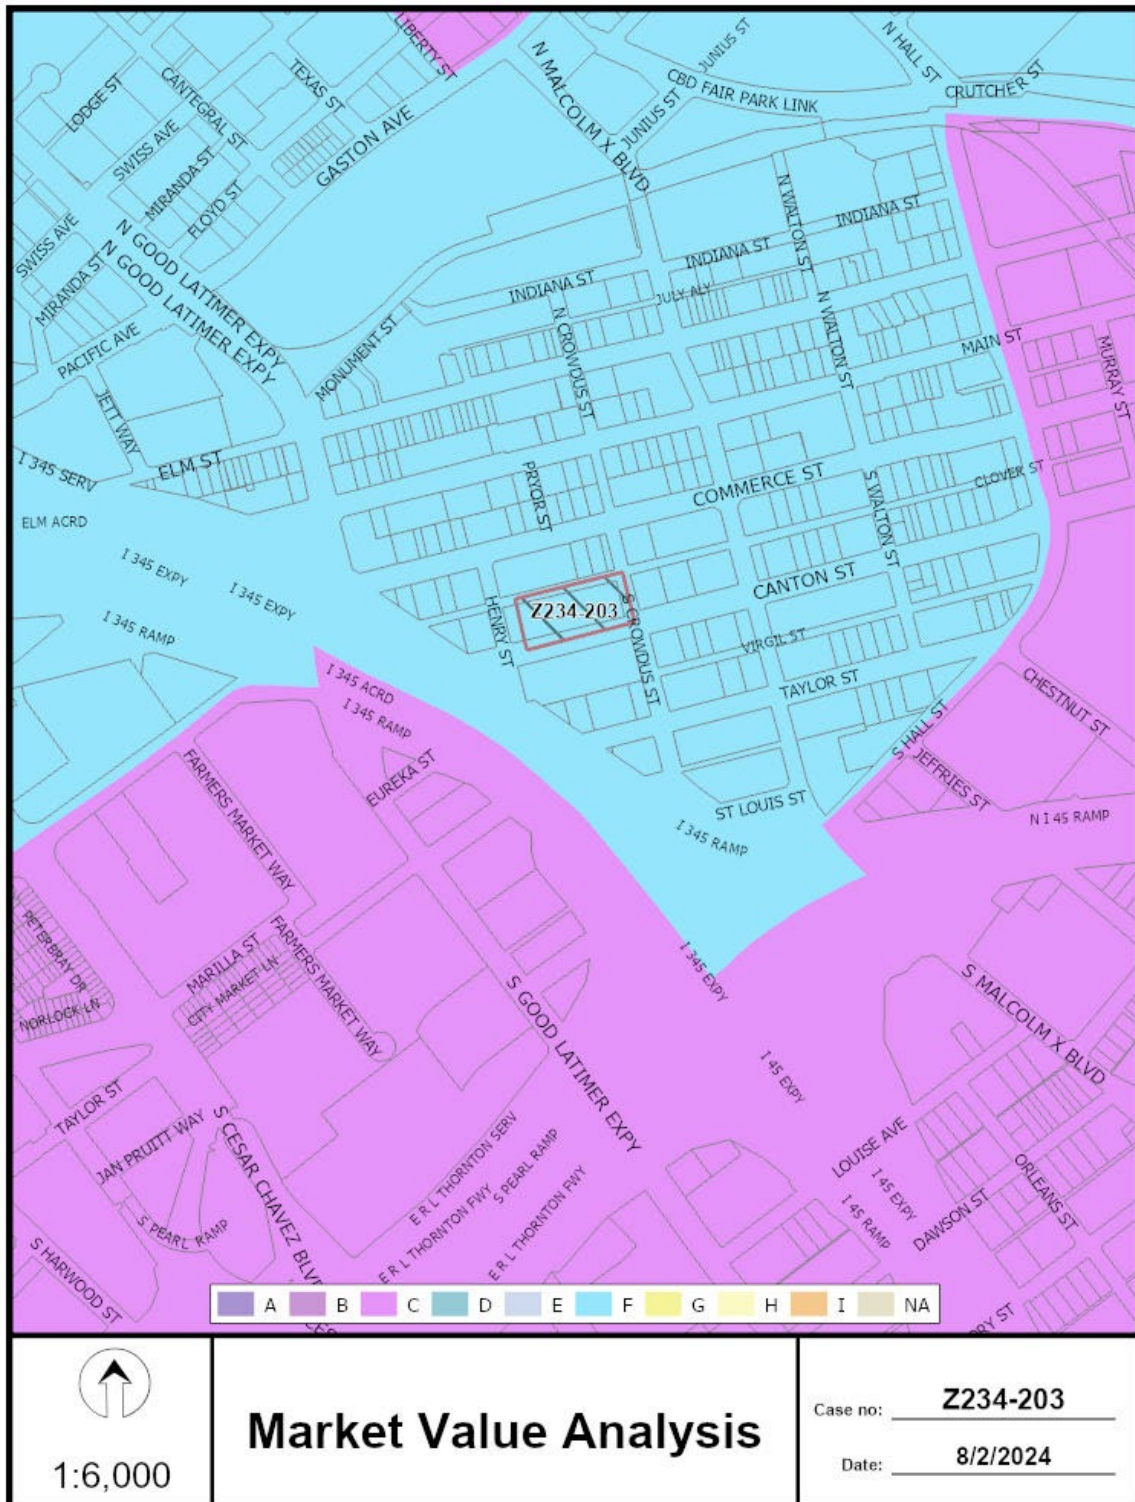 LIBERTY ST
N MALCOLM X BLVD
JUNIUS ST
N HALL ST
CBD FAIR PARK LINK
CRUTCHER ST
LODGE ST
CANTEGRAL ST
TEXAS ST
GASTON AVE
JUNIUS ST
SWISS AVE
MIRANDA ST
FLOYD ST
N WALTON ST
INDIANA ST
SWISS AVE
N GOOD LATIMER EXPY
N GOOD LATIMER EXPY
MIRANDA ST
INDIANA ST
INDIANA ST
JULY ALY
PACIFIC AVE
MONUMENT ST
N CROWDUS ST
N WALTON ST
MAIN ST
MURRAY ST
JETT WAY
I 345 SERV
ELM ST
PRYOR ST
COMMERCE ST
S WALTON ST
CLOVER ST
ELM ACRD
I 345 EXPY
I 345 EXPY
I 345 RAMP
HENRY ST
Z234-203
S CROWDUS ST
CANTON ST
VIRGIL ST
TAYLOR ST
I 345 ACRD
I 345 RAMP
CHESTNUT ST
S HALL ST
JEFFRIES ST
FARMERS MARKET WAY
EUREKA ST
ST LOUIS ST
I 345 RAMP
N I 45 RAMP
PETERBRAY DR
MARILLA ST
CITY MARKET LN
FARMERS MARKET WAY
NORLOCK LN
I 345 EXPY
S GOOD LATIMER EXPY
S MALCOLM X BLVD
I 45 EXPY
TAYLOR ST
JAN PRUITT WAY
S CESAR CHAVEZ BLVD
E R L THORNTON SERV
S PEARL RAMP
E R L THORNTON FWY
E R L THORNTON FWY
LOUISE AVE
I 45 EXPY
ORLEANS ST
I 45 RAMP
DAWSON ST
S PEARL RAMP
S HARWOOD ST
A B C D E F G H I NA
1:6,000
Market Value Analysis
Case no: Z234-203
Date: 8/2/2024